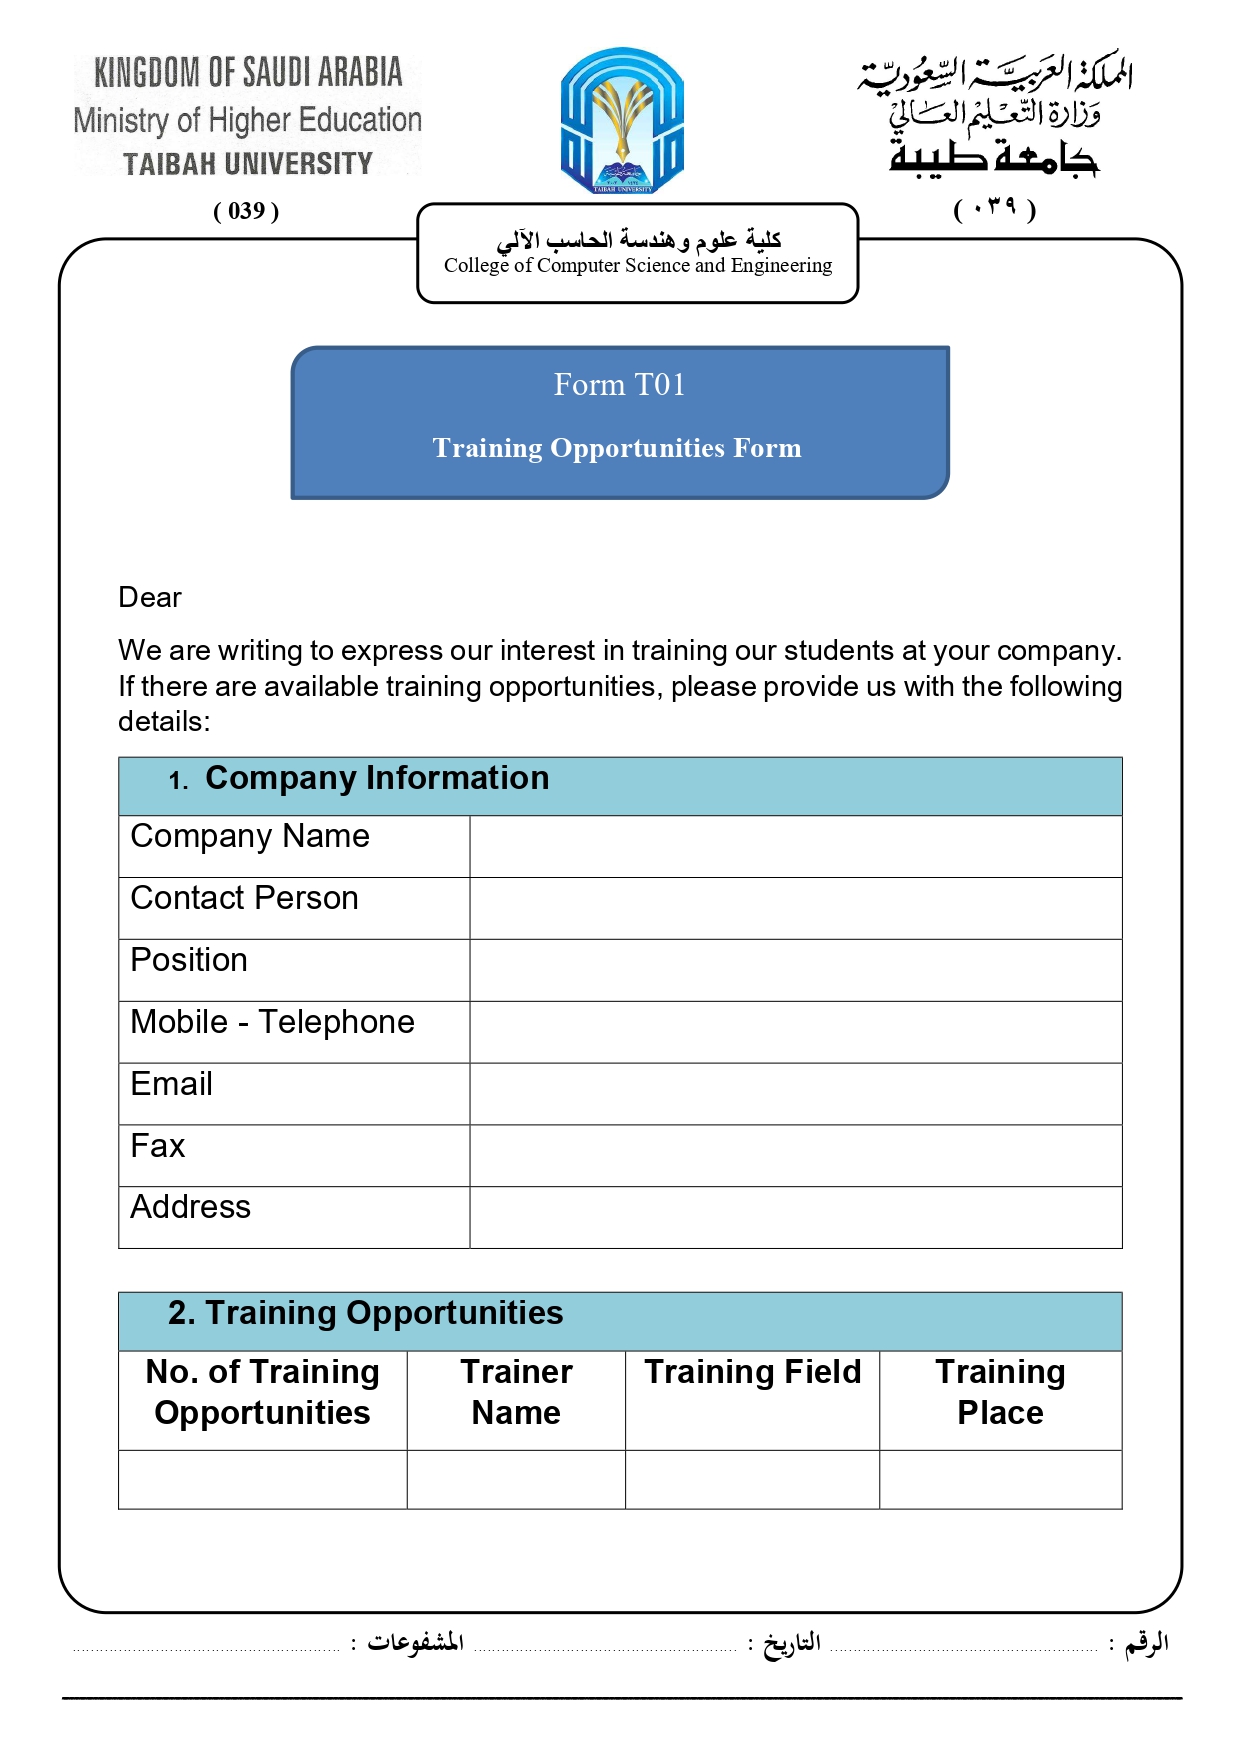 KINGDOM OF SAUDI ARABIA
Ministry of Higher Education
TAIBAH UNIVERSITY
( 039 )
جامعة طيبة
TAIBAH UNIVERSITY
المملكة العربية السعودية
وزارة التعليم العالي
جامعة طيبة
( ٠٣٩ )
كلية علوم وهندسة الحاسب الآلي
College of Computer Science and Engineering
Form T01
Training Opportunities Form
Dear
We are writing to express our interest in training our students at your company.
If there are available training opportunities, please provide us with the following
details:
1. Company Information
Company Name
Contact Person
Position
Mobile - Telephone
Email
Fax
Address
2. Training Opportunities
No. of Training Opportunities
Trainer Name
Training Field
Training Place
الرقم : ........................ التاريخ : ........................ المشفوعات : ........................